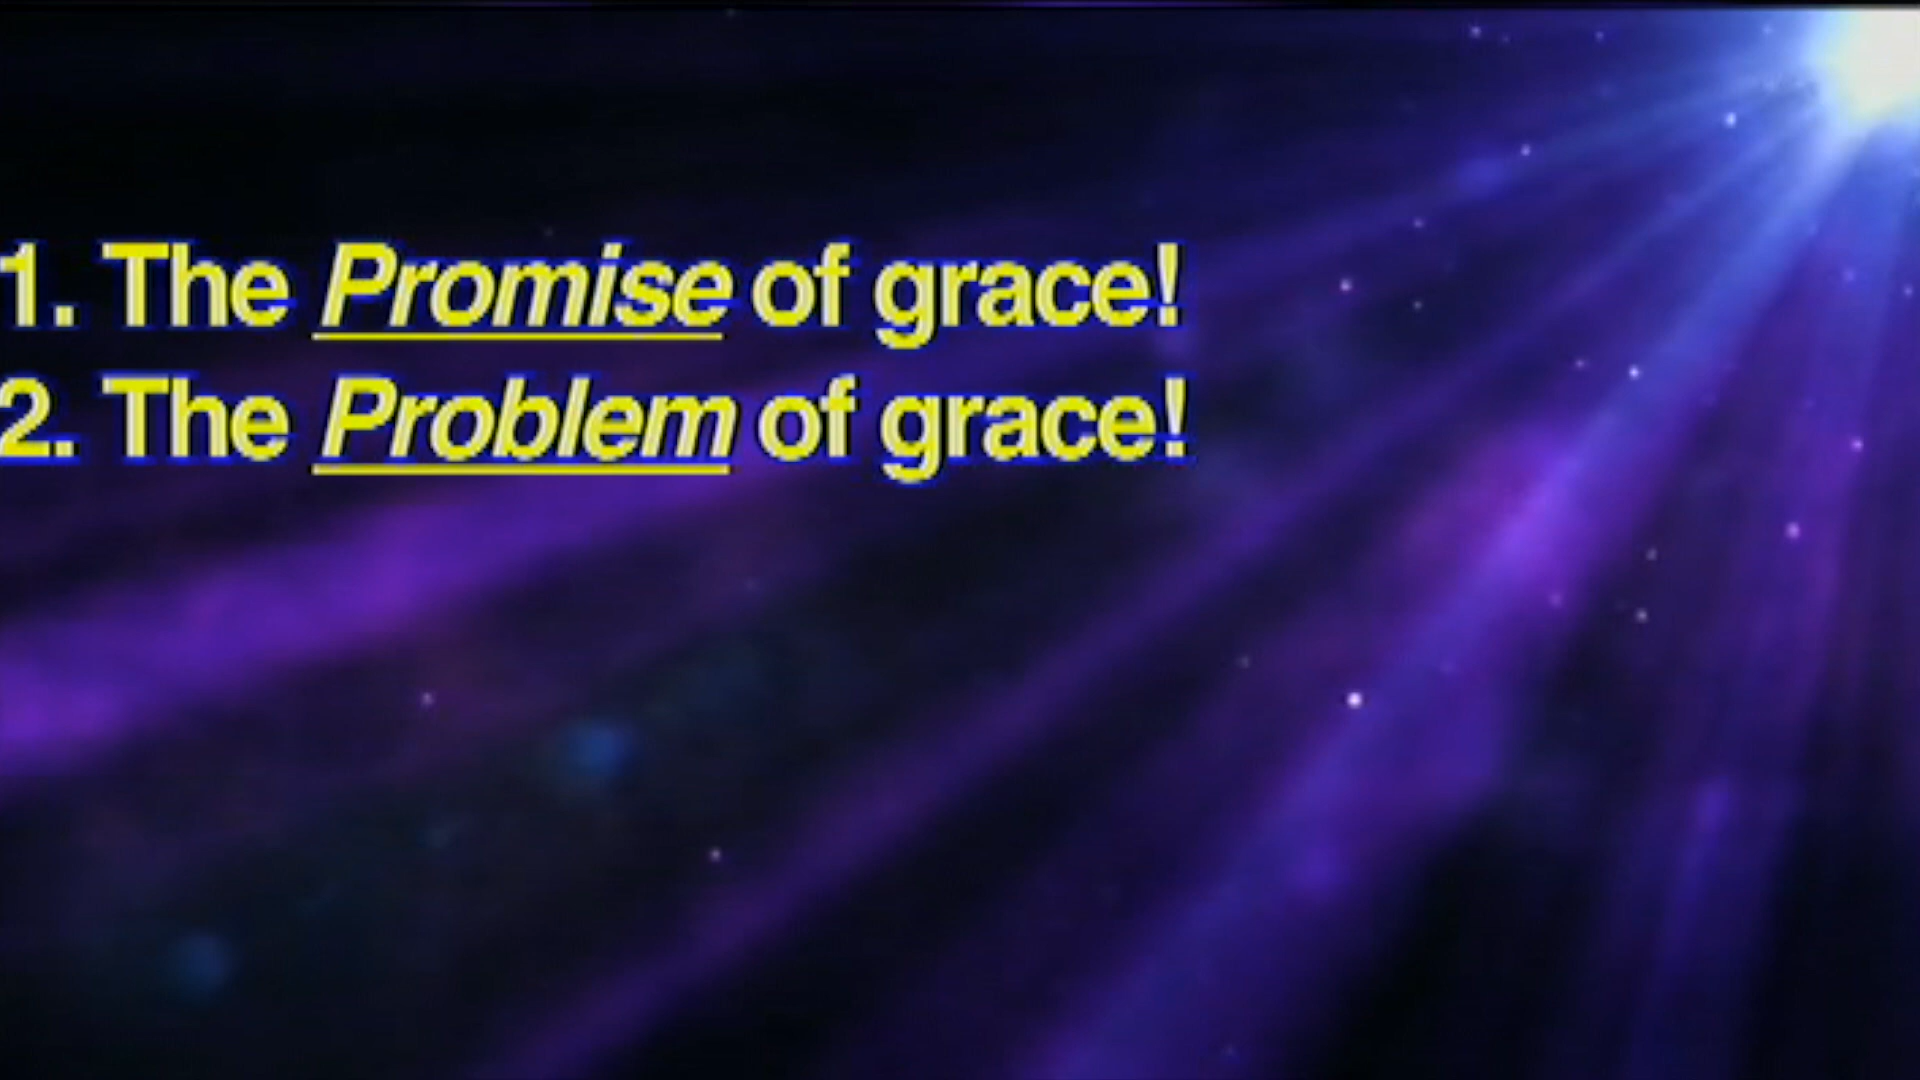 1. The Promise of grace!
2. The Problem of grace!